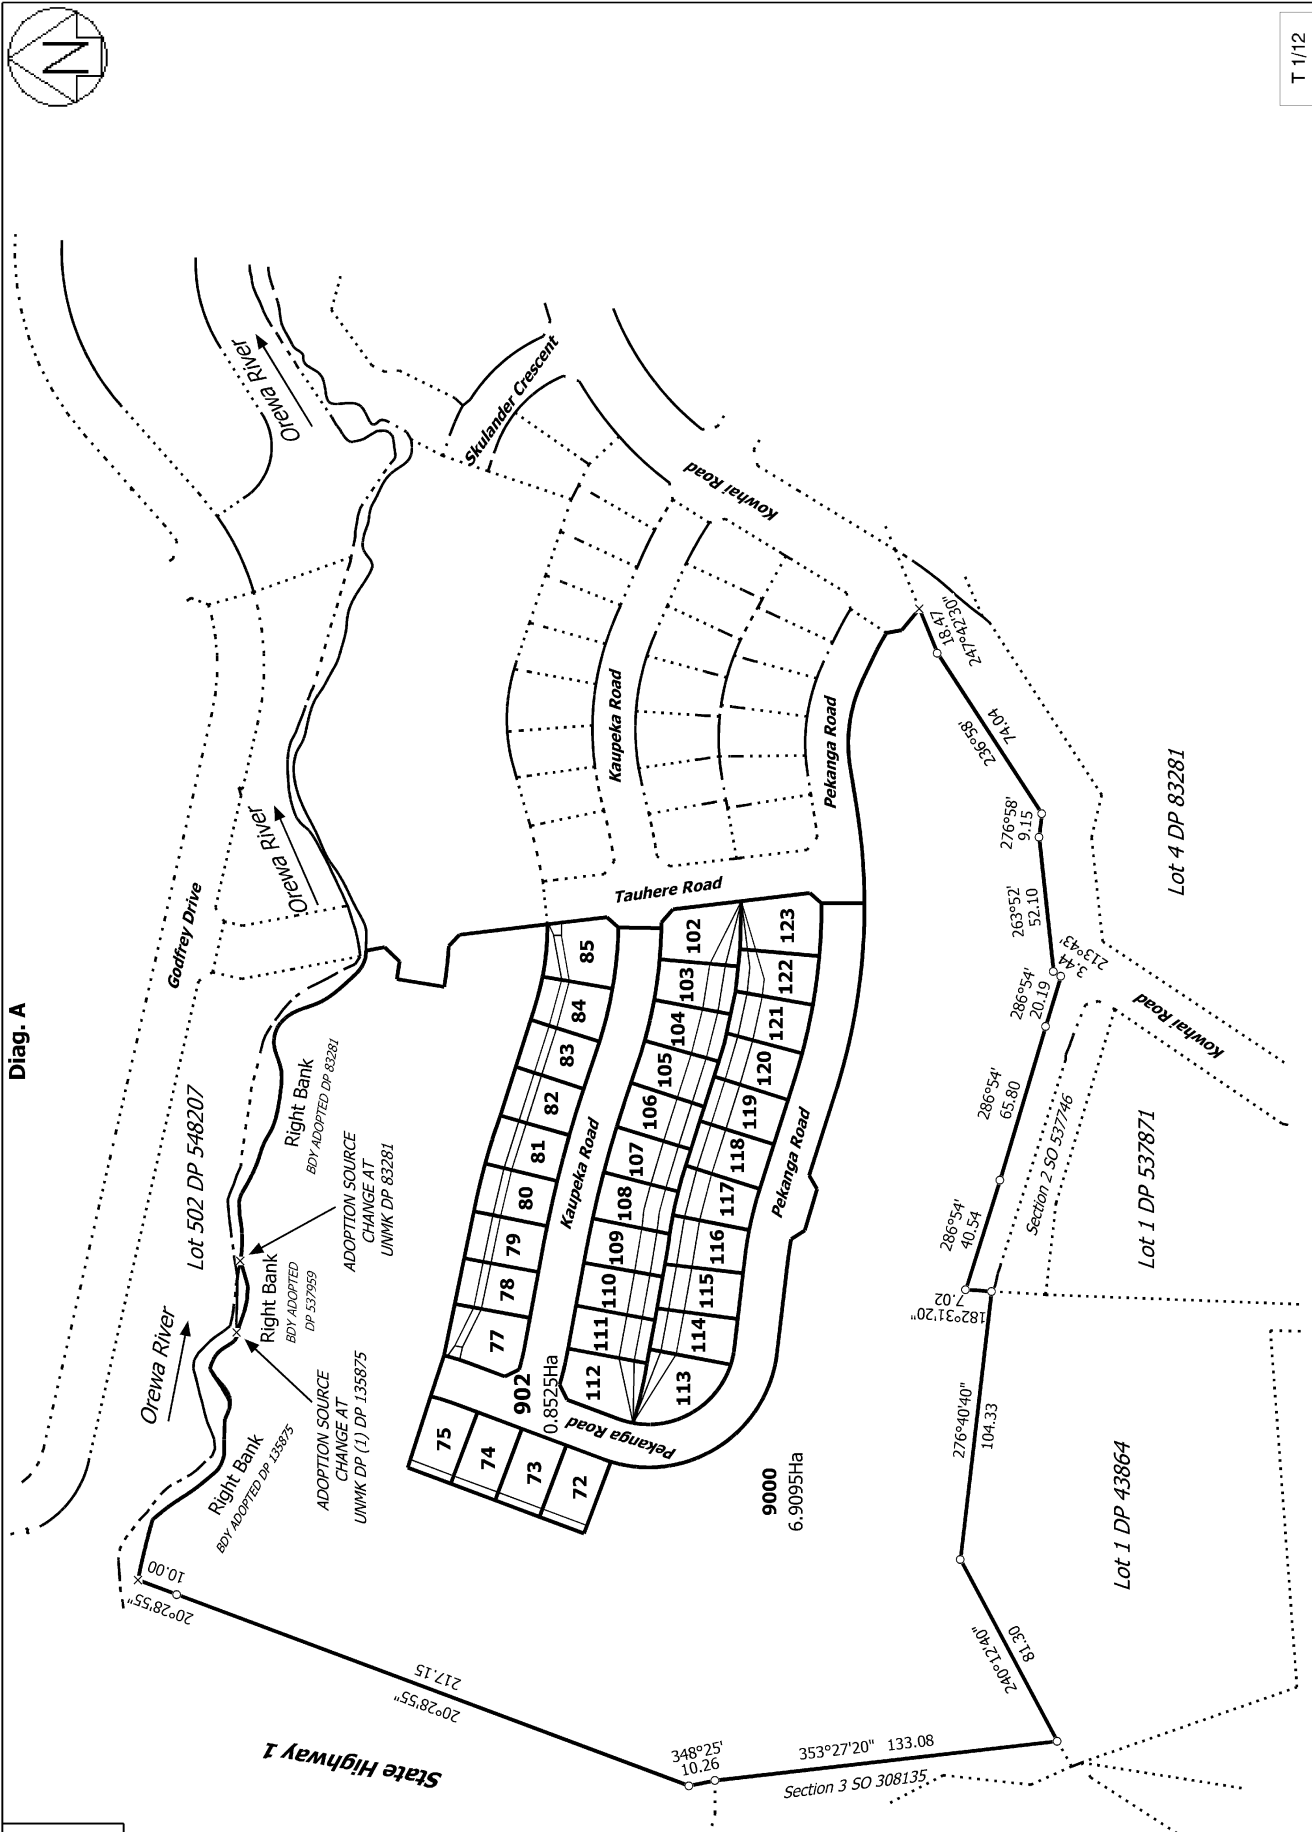 Diag. A
N
T 1/12
State Highway 1
Godfrey Drive
Lot 502 DP 548207
Orewa River
Orewa River
Orewa River
Right Bank
BDY ADOPTED DP 135875
ADOPTION SOURCE
CHANGE AT
UNMK DP (1) DP 135875
Right Bank
BDY ADOPTED
DP 537959
ADOPTION SOURCE
CHANGE AT
UNMK DP 83281
Right Bank
BDY ADOPTED DP 83281
20°28'55"
10.00
20°28'55"
217.15
348°25'
10.26
353°27'20" 133.08
Section 3 SO 308135
240°12'40"
81.30
276°40'40"
104.33
182°31'20"
7.02
286°54'
40.54
286°54'
65.80
286°54'
20.19
213°43'
3.44
263°52'
52.10
276°58'
9.15
236°58'
74.04
247°42'30"
18.47
Lot 1 DP 43864
Lot 1 DP 537871
Section 2 SO 537746
Lot 4 DP 83281
Kowhai Road
Kowhai Road
Skulander Crescent
Kaupeka Road
Kaupeka Road
Pekanga Road
Pekanga Road
Pekanga Road
Tauhere Road
902
0.8525Ha
9000
6.9095Ha
72
73
74
75
77
78
79
80
81
82
83
84
85
102
103
104
105
106
107
108
109
110
111
112
113
114
115
116
117
118
119
120
121
122
123